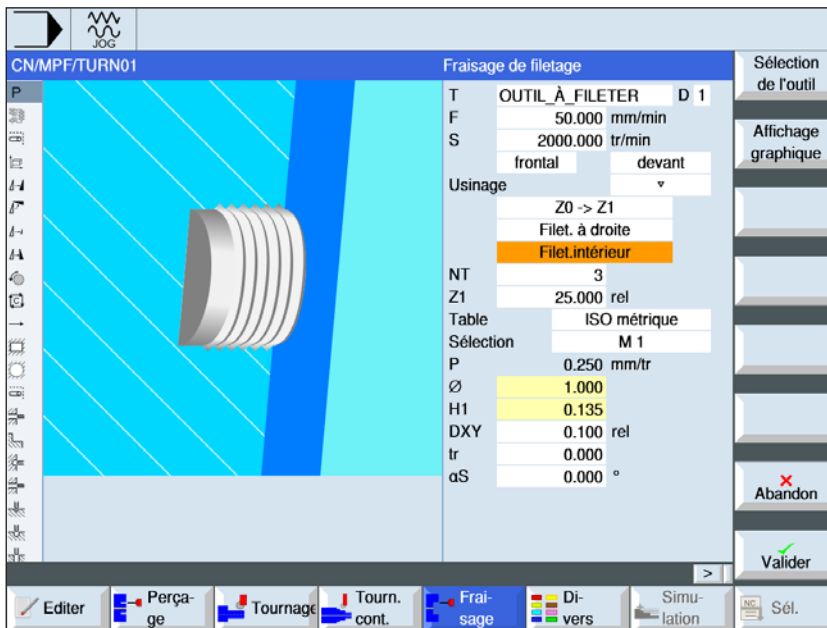 JOG
CN/MPF/TURN01
Fraisage de filetage
T OUTIL_À_FILETER D 1
F 50.000 mm/min
S 2000.000 tr/min
frontal devant
Usinage ▿
Z0 -> Z1
Filet. à droite
Filet.intérieur
NT 3
Z1 25.000 rel
Table ISO métrique
Sélection M 1
P 0.250 mm/tr
Ø 1.000
H1 0.135
DXY 0.100 rel
tr 0.000
αS 0.000 °
P
Sélection
de l'outil
Affichage
graphique
Abandon
Valider
>
Editer
Perça-
ge
Tournage
Tourn.
cont.
Frai-
sage
Di-
vers
Simu-
lation
NC
Sél.